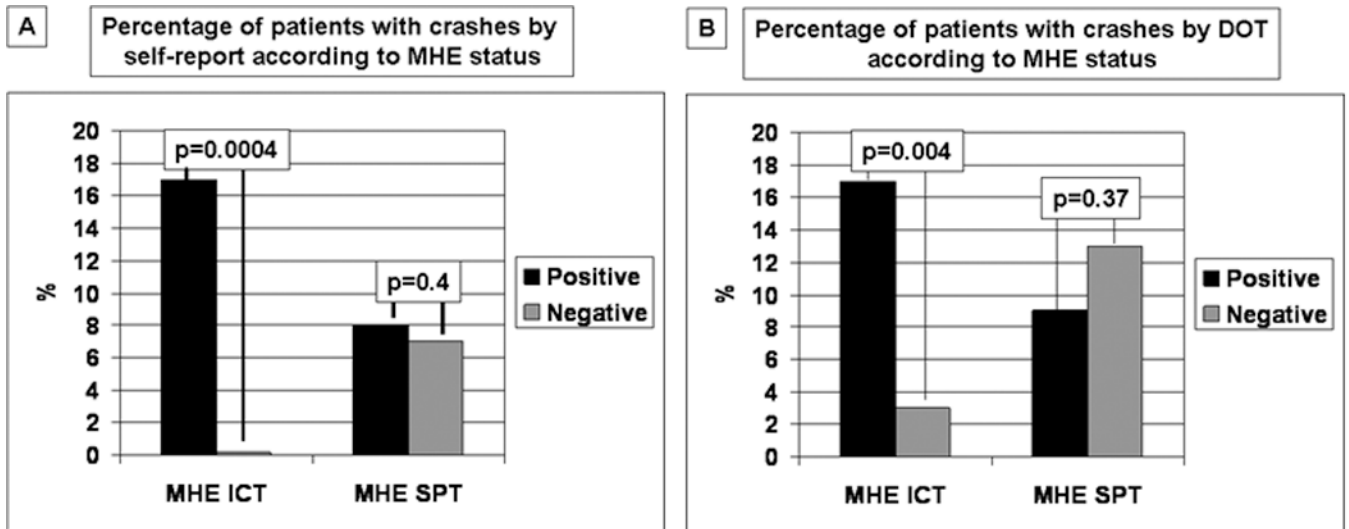 A
Percentage of patients with crashes by
self-report according to MHE status
20
18
16
14
12
10
8
6
4
2
0
%
p=0.0004
p=0.4
Positive
Negative
MHE ICT
MHE SPT
B
Percentage of patients with crashes by DOT
according to MHE status
20
18
16
14
12
10
8
6
4
2
0
%
p=0.004
p=0.37
Positive
Negative
MHE ICT
MHE SPT